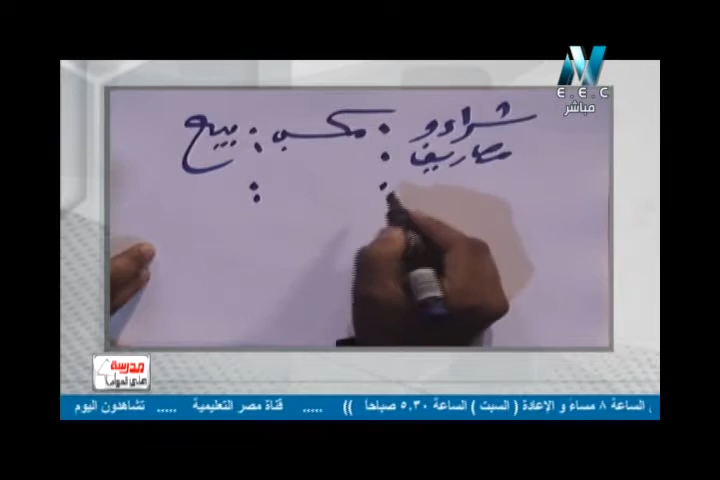 E.E.C
مباشر
شراء و : مكسب : بيع
مصاريف :
: :
مدرسة
على الهواء
الساعة ٨ مساءً و الإعادة ( السبت ) الساعة ٥,٣٠ صباحا (( ..... قناة مصر التعليمية ..... تشاهدون اليوم